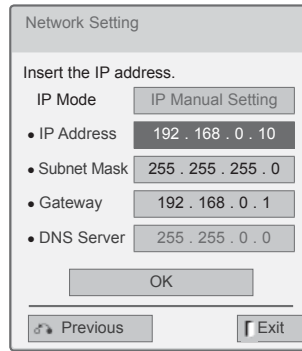 Network Setting
Insert the IP address.
IP Mode IP Manual Setting
• IP Address 192 . 168 . 0 . 10
• Subnet Mask 255 . 255 . 255 . 0
• Gateway 192 . 168 . 0 . 1
• DNS Server 255 . 255 . 0 . 0
OK
Previous Exit